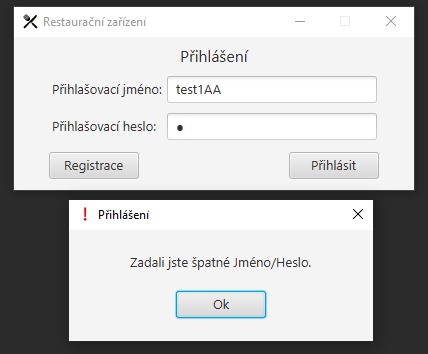 Restaurační zařízení
Přihlášení
Přihlašovací jméno: test1AA
Přihlašovací heslo: ●
Registrace Přihlásit
Přihlášení
Zadali jste špatné Jméno/Heslo.
Ok